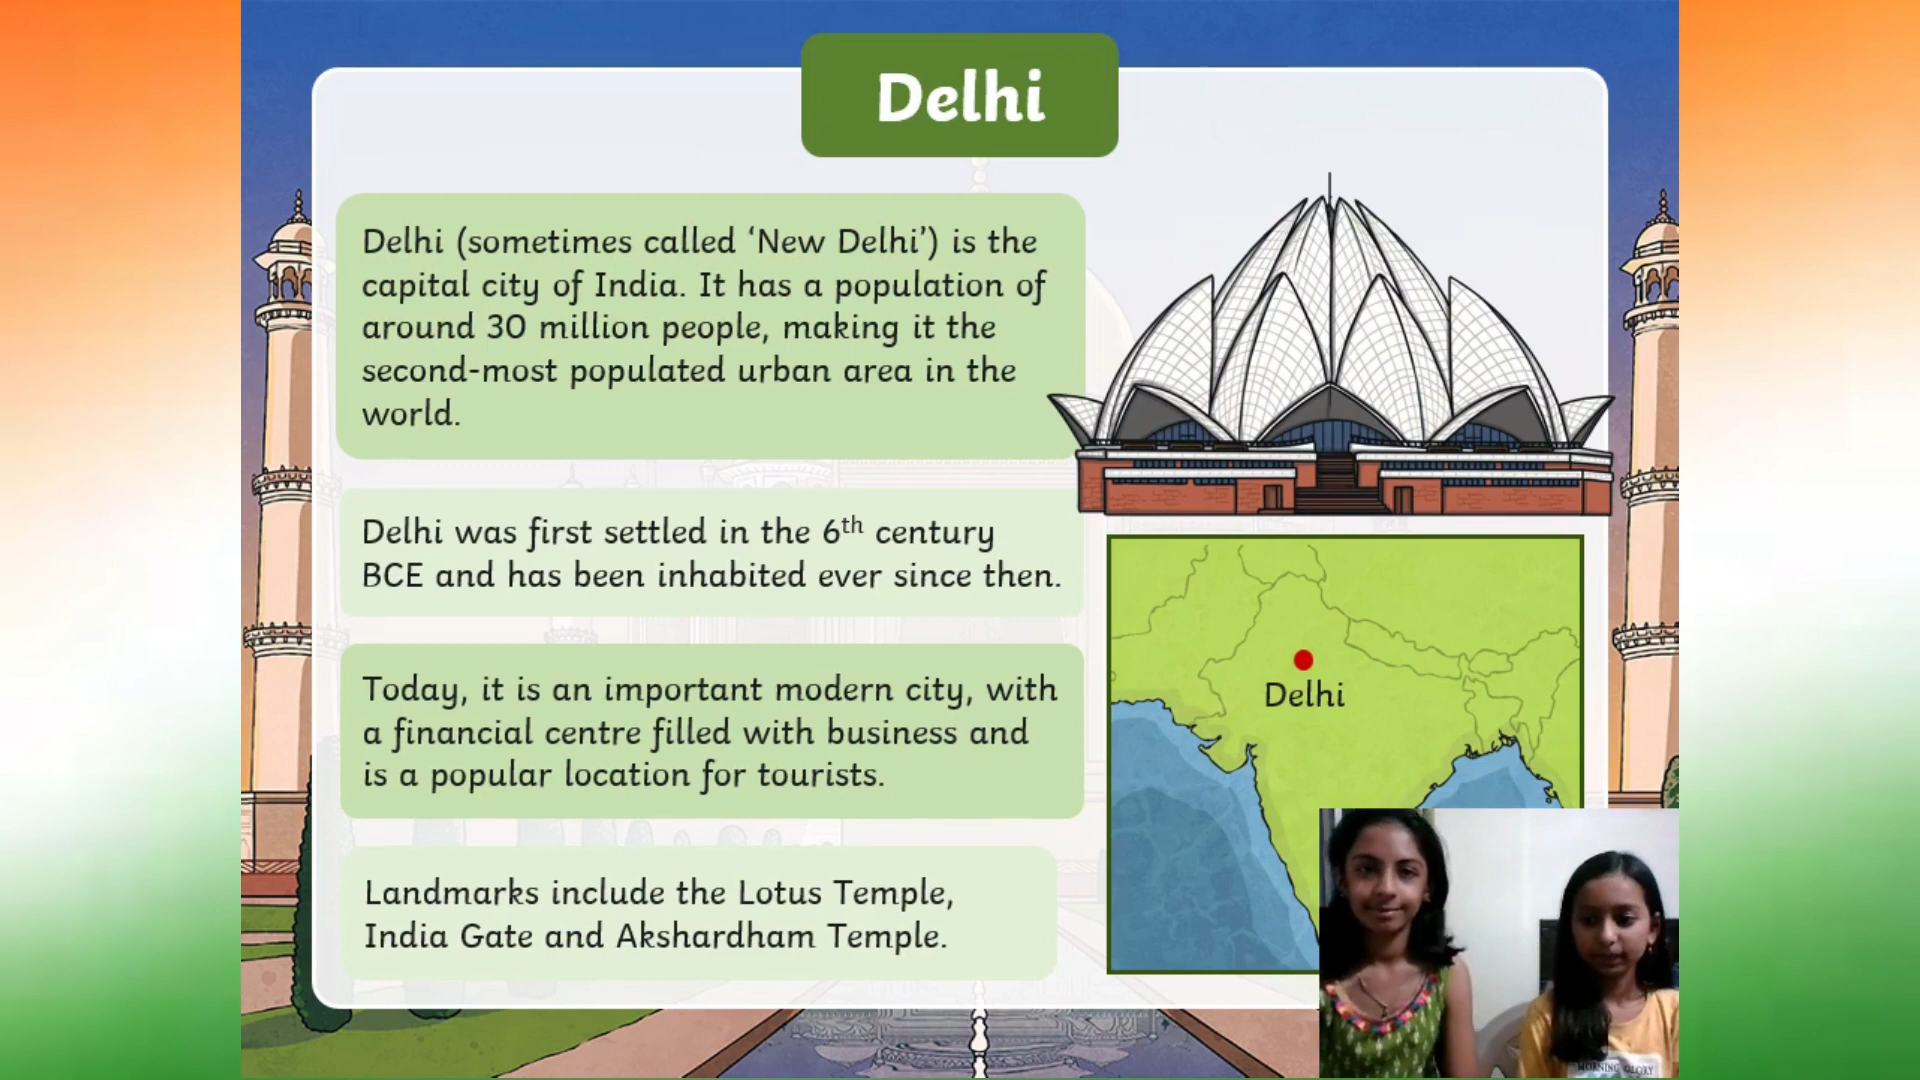 Delhi
Delhi (sometimes called ‘New Delhi’) is the
capital city of India. It has a population of
around 30 million people, making it the
second-most populated urban area in the
world.
Delhi was first settled in the 6th century
BCE and has been inhabited ever since then.
Today, it is an important modern city, with
a financial centre filled with business and
is a popular location for tourists.
Landmarks include the Lotus Temple,
India Gate and Akshardham Temple.
Delhi
MORNING GLORY